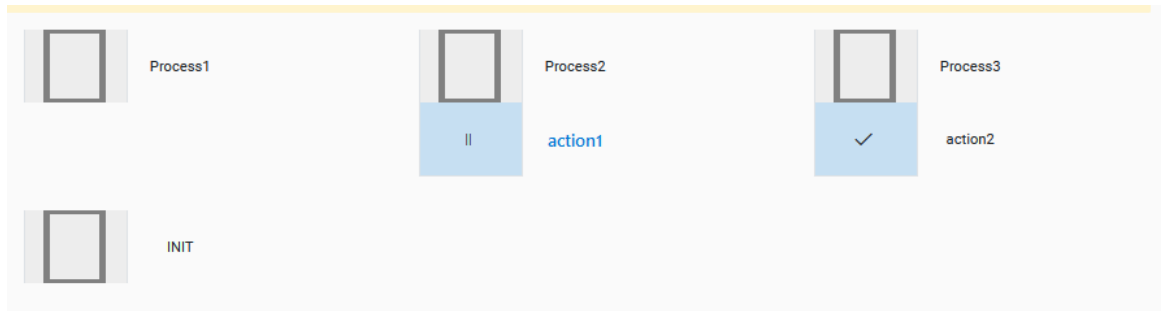 Process1
Process2
Process3
action1
action2
INIT